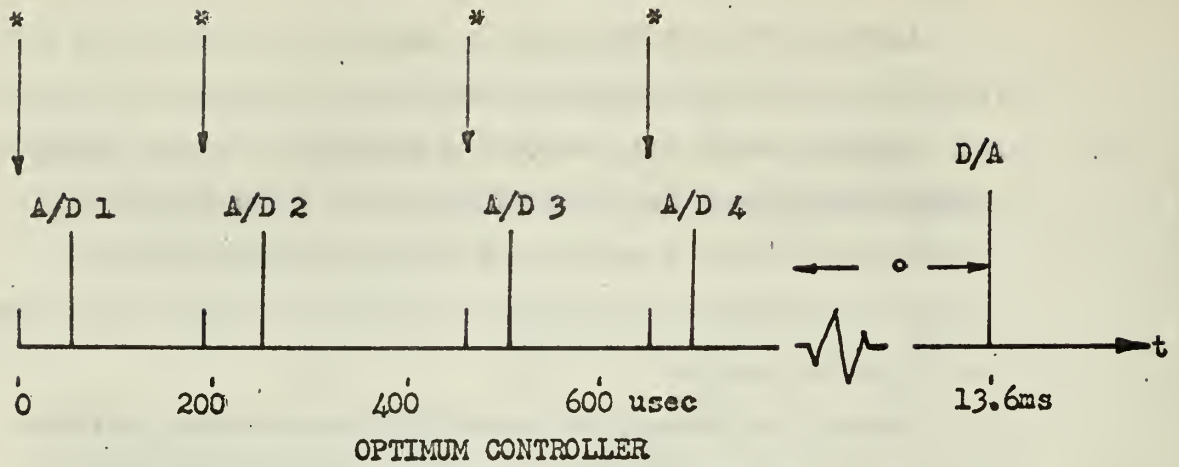 * * * *
D/A
A/D 1 A/D 2 A/D 3 A/D 4
o
t
0 200 400 600 usec 13.6ms
OPTIMUM CONTROLLER